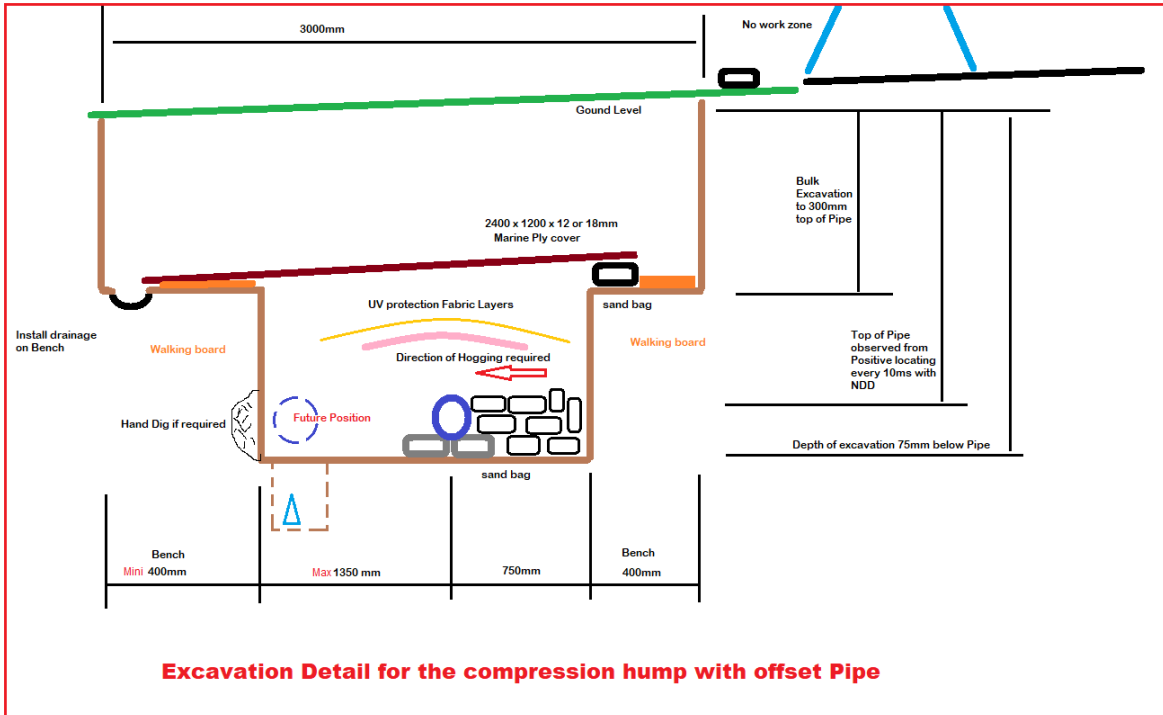 3000mm
No work zone
Gound Level
Bulk
Excavation
to 300mm
top of Pipe
2400 x 1200 x 12 or 18mm
Marine Ply cover
UV protection Fabric Layers
sand bag
Install drainage
on Bench
Walking board
Walking board
Direction of Hogging required
Top of Pipe
observed from
Positive locating
every 10ms with
NDD
Hand Dig if required
Future Position
Depth of excavation 75mm below Pipe
sand bag
Bench
Mini 400mm
Max 1350 mm
750mm
Bench
400mm
Excavation Detail for the compression hump with offset Pipe